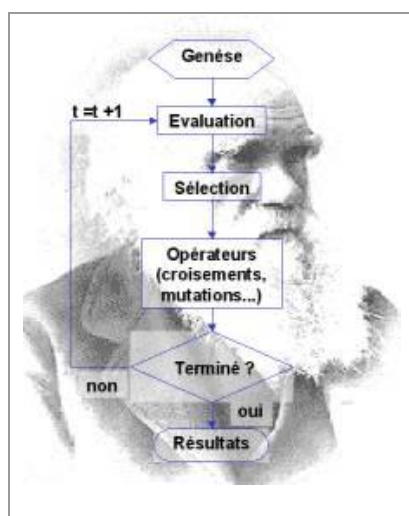 Genése
t =t +1
Evaluation
Sélection
Opérateurs
(croisements,
mutations...)
Terminé ?
non
oui
Résultats